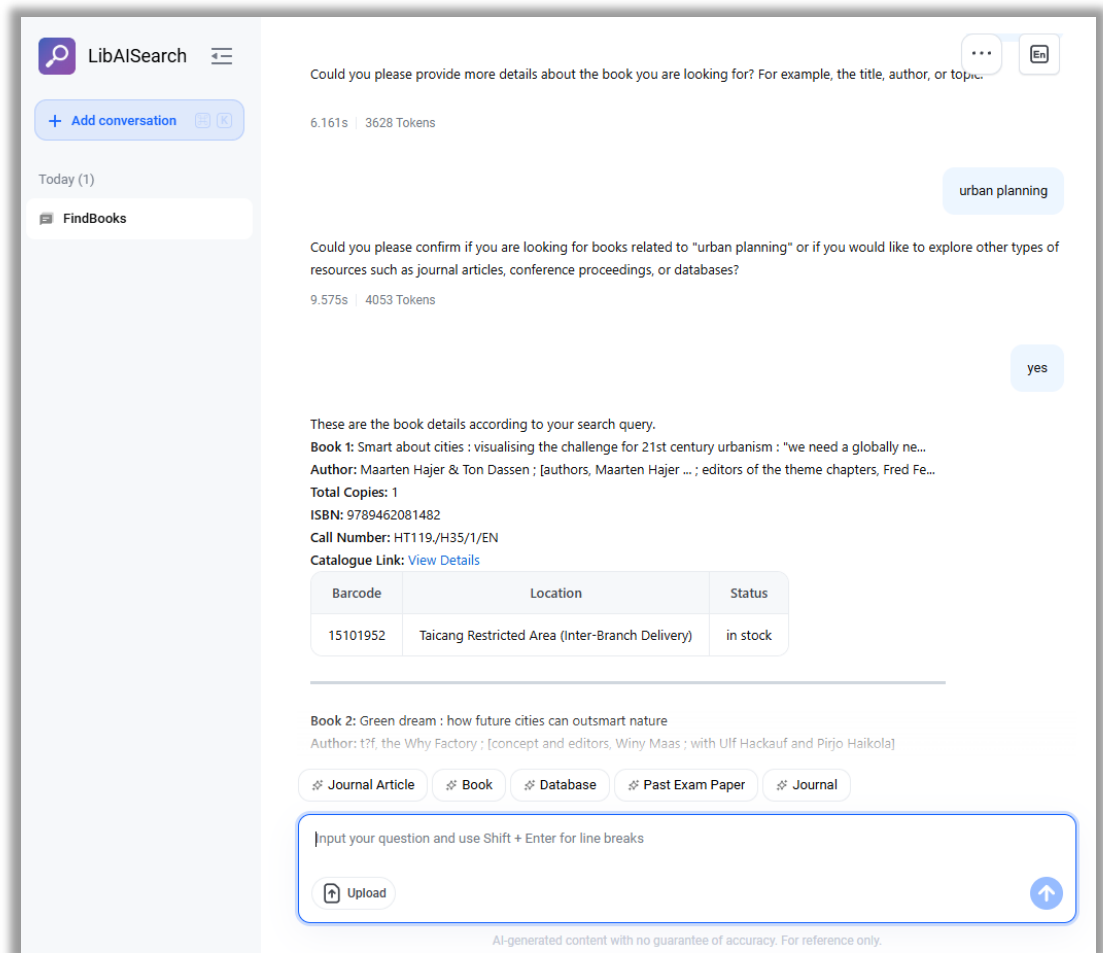 LibAISearch
Add conversation
K
Today (1)
FindBooks
En
Could you please provide more details about the book you are looking for? For example, the title, author, or topic.
6.161s 3628 Tokens
urban planning
Could you please confirm if you are looking for books related to "urban planning" or if you would like to explore other types of
resources such as journal articles, conference proceedings, or databases?
9.575s 4053 Tokens
yes
These are the book details according to your search query.
Book 1: Smart about cities : visualising the challenge for 21st century urbanism : "we need a globally ne...
Author: Maarten Hajer & Ton Dassen ; [authors, Maarten Hajer ... ; editors of the theme chapters, Fred Fe...
Total Copies: 1
ISBN: 9789462081482
Call Number: HT119./H35/1/EN
Catalogue Link: View Details
Barcode Location Status
15101952 Taicang Restricted Area (Inter-Branch Delivery) in stock
Book 2: Green dream : how future cities can outsmart nature
Author: t?f, the Why Factory ; [concept and editors, Winy Maas ; with Ulf Hackauf and Pirjo Haikola]
Journal Article Book Database Past Exam Paper Journal
Input your question and use Shift + Enter for line breaks
Upload
AI-generated content with no guarantee of accuracy. For reference only.